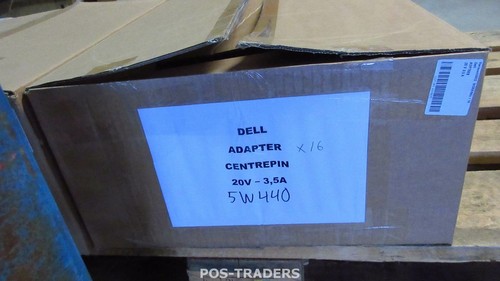 DELL
ADAPTER x16
CENTREPIN
20V – 3,5A
5W440
POS-TRADERS